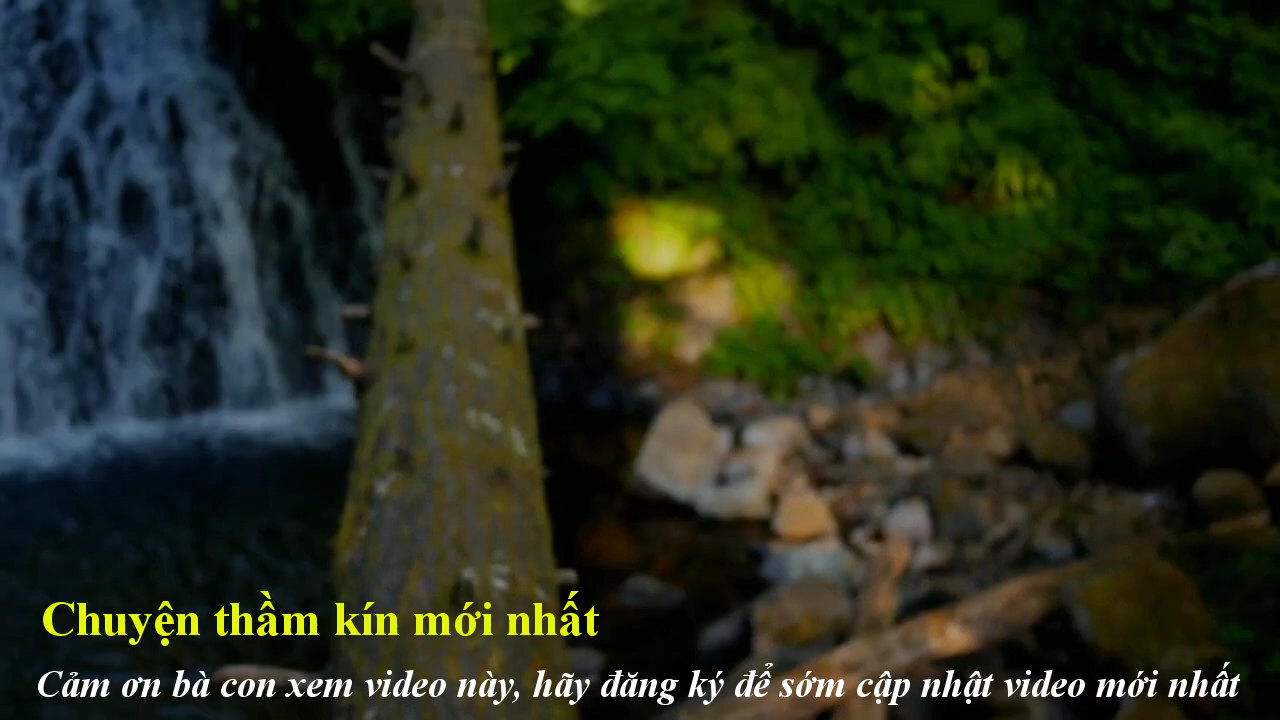 Chuyện thầm kín mới nhất
Cảm ơn bà con xem video này, hãy đăng ký để sớm cập nhật video mới nhất